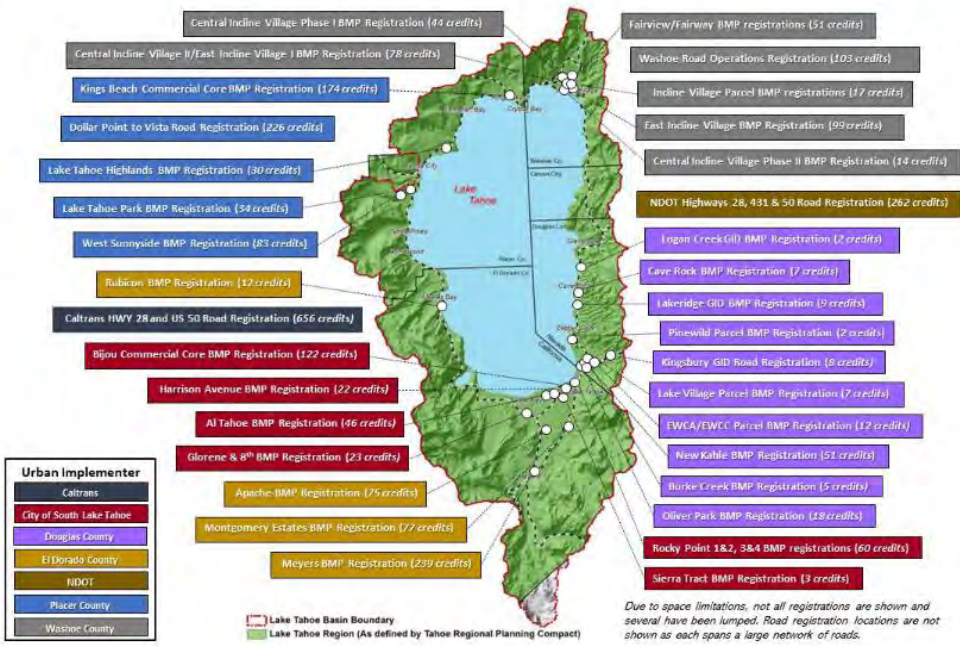 Central Incline Village Phase I BMP Registration (44 credits)
Central Incline Village II/East Incline Village I BMP Registration (78 credits)
Kings Beach Commercial Core BMP Registration (174 credits)
Dollar Point to Vista Road Registration (226 credits)
Lake Tahoe Highlands BMP Registration (30 credits)
Lake Tahoe Park BMP Registration (34 credits)
West Sunnyside BMP Registration (83 credits)
Rubicon BMP Registration (12 credits)
Caltrans HWY 28 and US 50 Road Registration (656 credits)
Bijou Commercial Core BMP Registration (122 credits)
Harrison Avenue BMP Registration (22 credits)
Al Tahoe BMP Registration (46 credits)
Glorene & 8th BMP Registration (23 credits)
Apache BMP Registration (75 credits)
Montgomery Estates BMP Registration (77 credits)
Meyers BMP Registration (239 credits)
Fairview/Fairway BMP registrations (51 credits)
Washoe Road Operations Registration (103 credits)
Incline Village Parcel BMP registrations (17 credits)
East Incline Village BMP Registration (99 credits)
Central Incline Village Phase II BMP Registration (14 credits)
NDOT Highways 28, 431 & 50 Road Registration (262 credits)
Logan Creek GID BMP Registration (2 credits)
Cave Rock BMP Registration (7 credits)
Lakeridge GID BMP Registration (9 credits)
Pinewild Parcel BMP Registration (2 credits)
Kingsbury GID Road Registration (8 credits)
Lake Village Parcel BMP Registration (7 credits)
EWCA/EWCC Parcel BMP Registration (12 credits)
New Kahle BMP Registration (51 credits)
Burke Creek BMP Registration (5 credits)
Oliver Park BMP Registration (18 credits)
Rocky Point 1&2, 3&4 BMP registrations (60 credits)
Sierra Tract BMP Registration (3 credits)
Lake
Tahoe
Washoe Co.
Carson City
Douglas Co.
Placer Co.
El Dorado Co.
Nevada
California
Urban Implementer
Caltrans
City of South Lake Tahoe
Douglas County
El Dorado County
NDOT
Placer County
Washoe County
Lake Tahoe Basin Boundary
Lake Tahoe Region (As defined by Tahoe Regional Planning Compact)
Due to space limitations, not all registrations are shown and
several have been lumped. Road registration locations are not
shown as each spans a large network of roads.